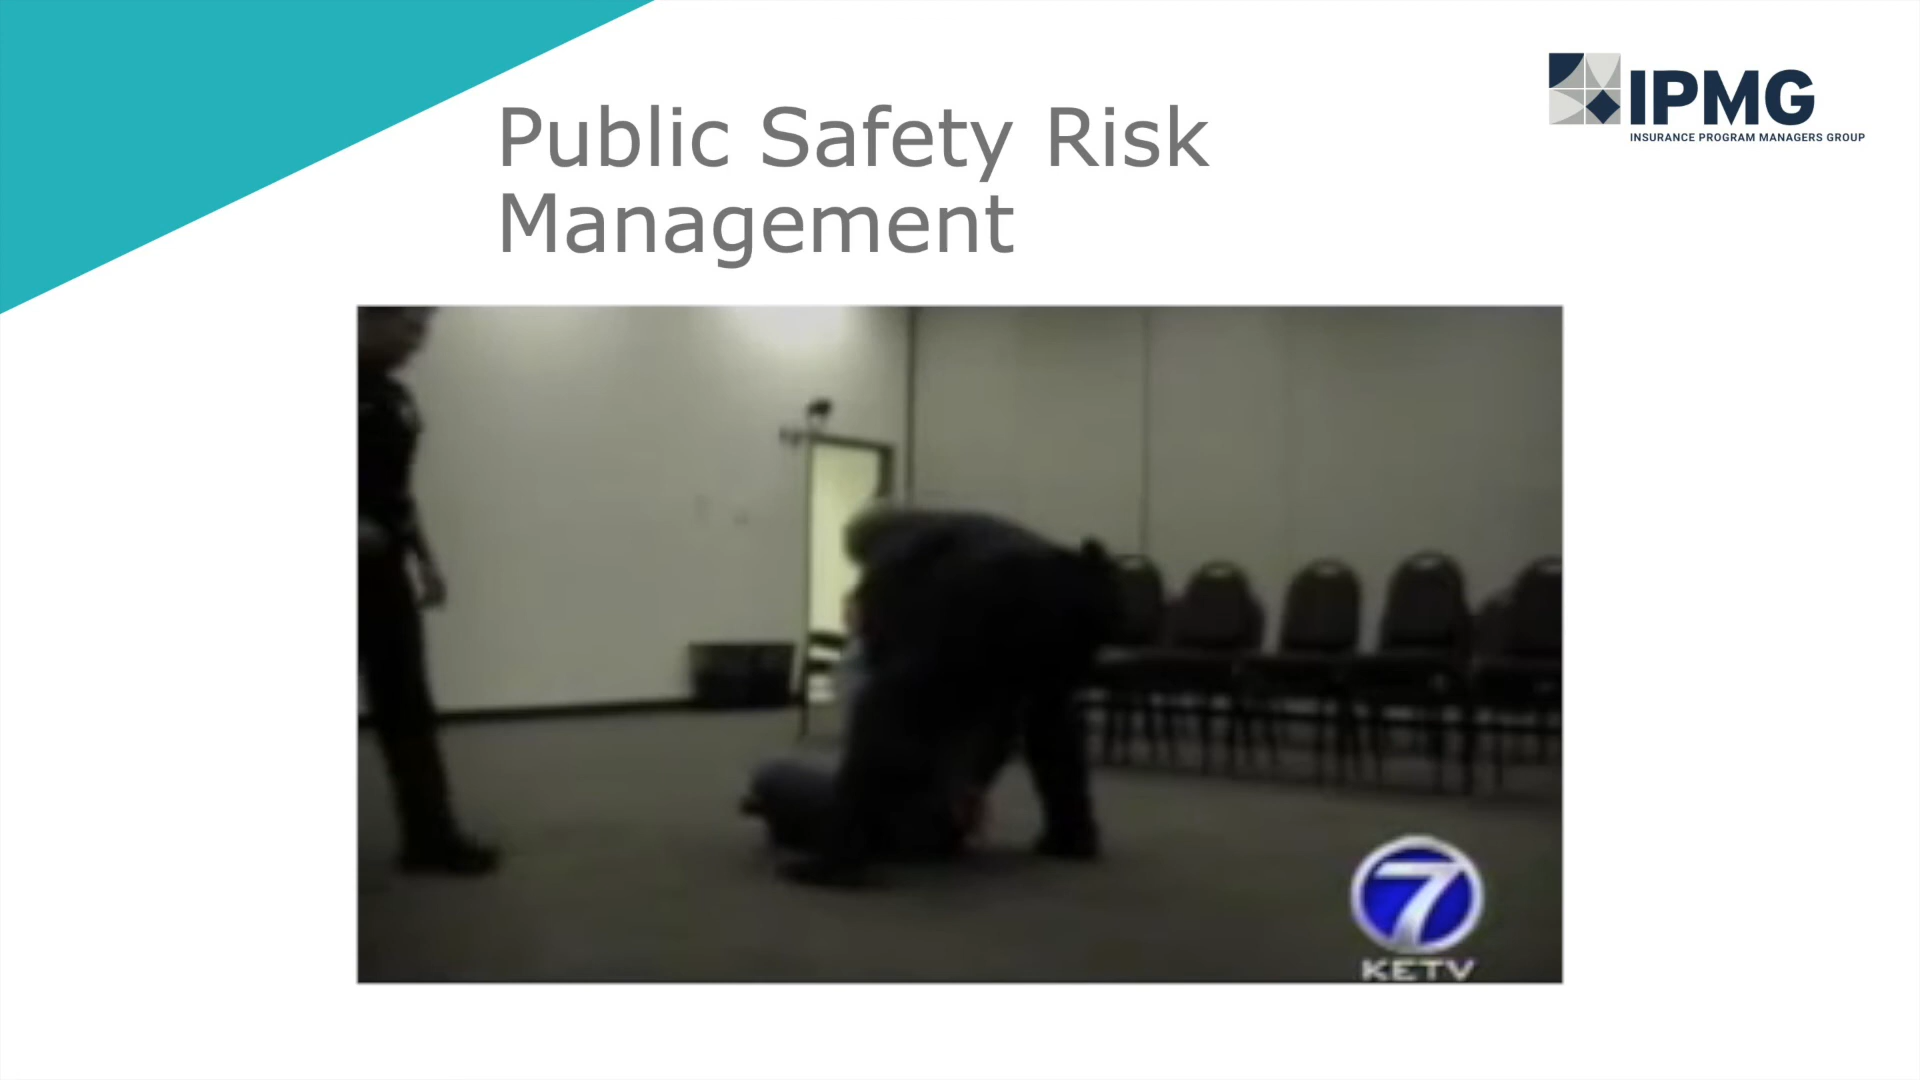 Public Safety Risk
Management
IPMG
INSURANCE PROGRAM MANAGERS GROUP
7
KETV